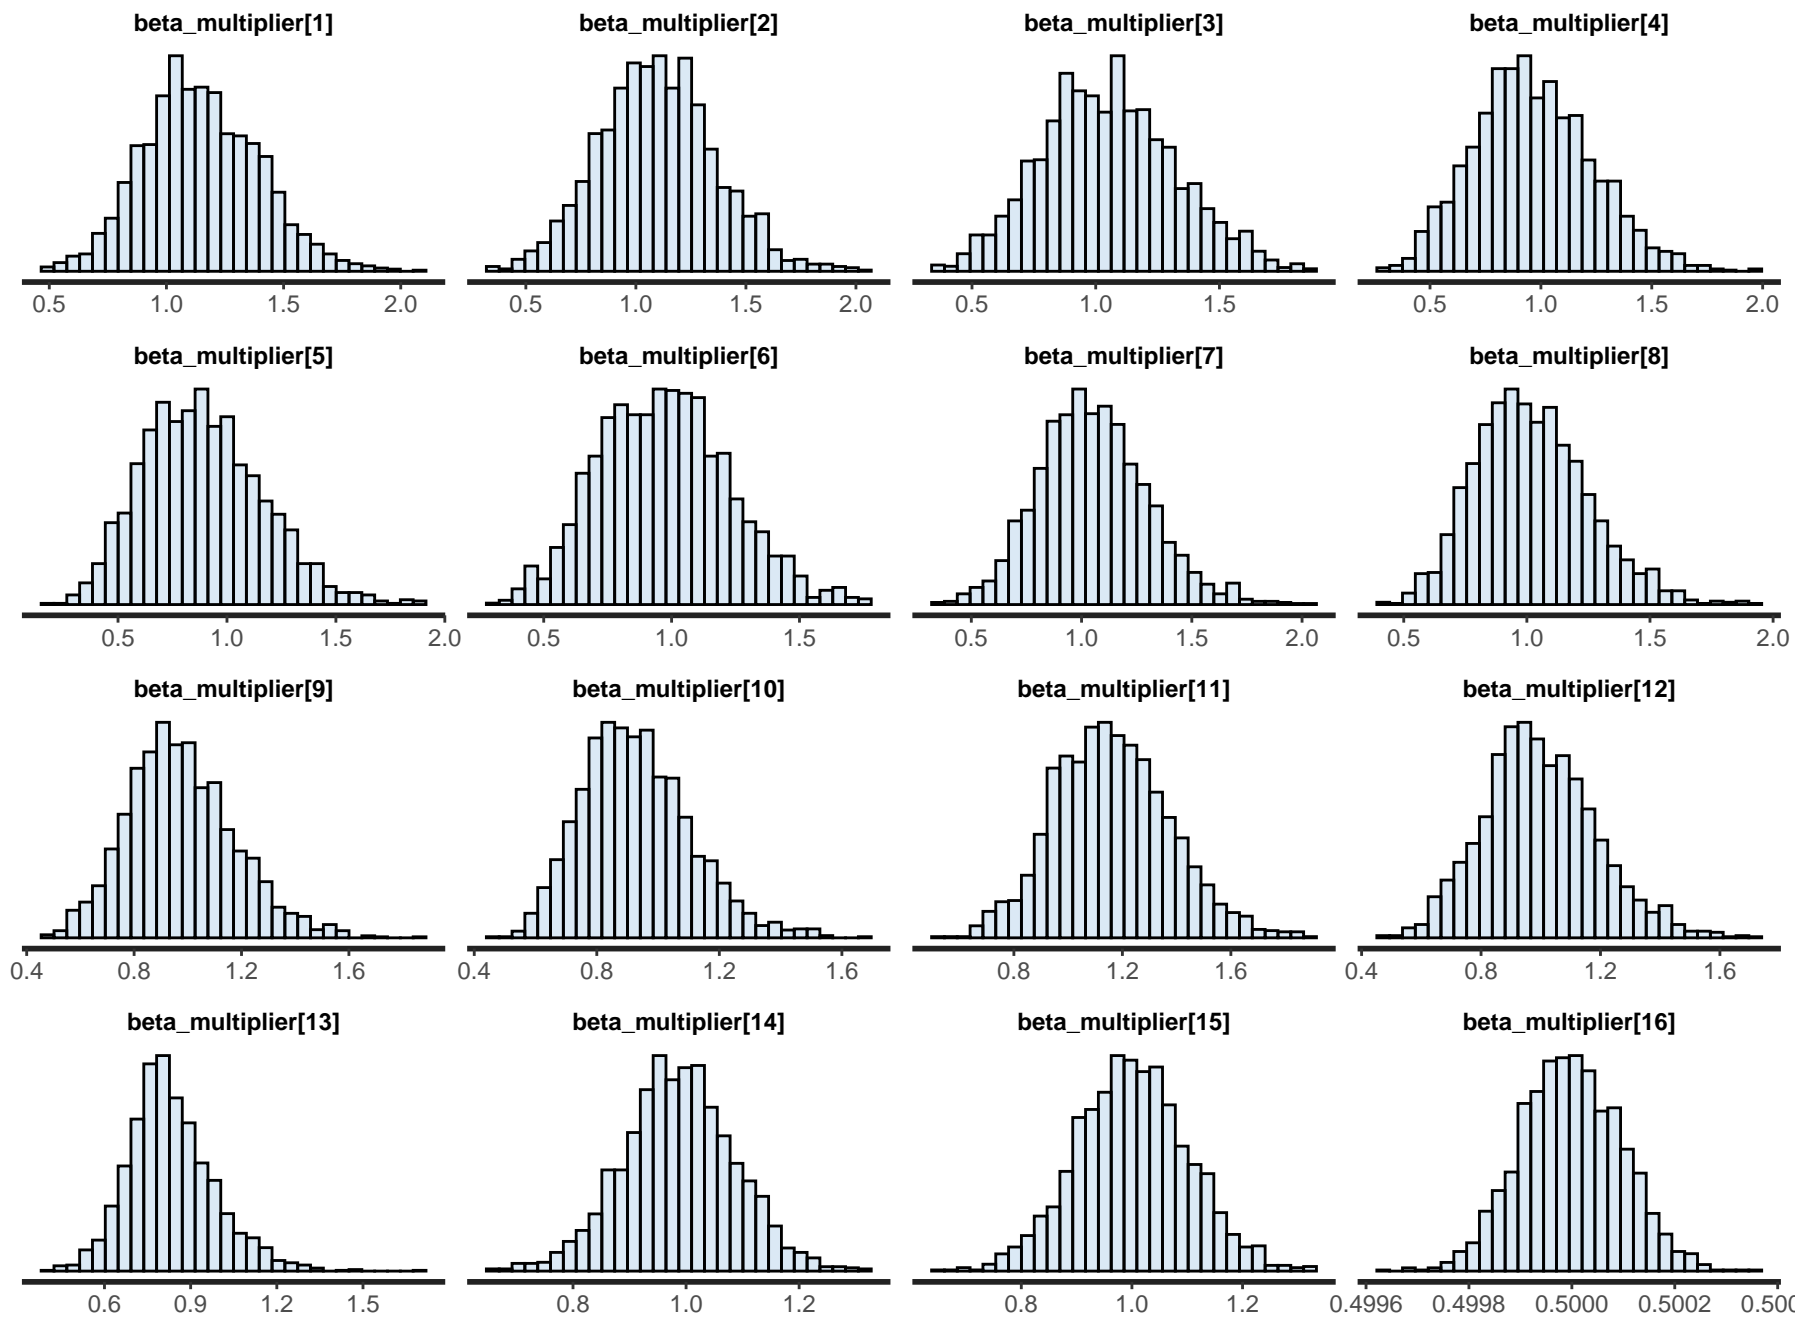 beta_multiplier[1] beta_multiplier[2] beta_multiplier[3] beta_multiplier[4]
0.5 1.0 1.5 2.0 0.5 1.0 1.5 2.0 0.5 1.0 1.5 0.5 1.0 1.5 2.0
beta_multiplier[5] beta_multiplier[6] beta_multiplier[7] beta_multiplier[8]
0.5 1.0 1.5 2.0 0.5 1.0 1.5 0.5 1.0 1.5 2.0 0.5 1.0 1.5 2.0
beta_multiplier[9] beta_multiplier[10] beta_multiplier[11] beta_multiplier[12]
0.4 0.8 1.2 1.6 0.4 0.8 1.2 1.6 0.8 1.2 1.6 0.4 0.8 1.2 1.6
beta_multiplier[13] beta_multiplier[14] beta_multiplier[15] beta_multiplier[16]
0.6 0.9 1.2 1.5 0.8 1.0 1.2 0.8 1.0 1.2 0.4996 0.4998 0.5000 0.5002